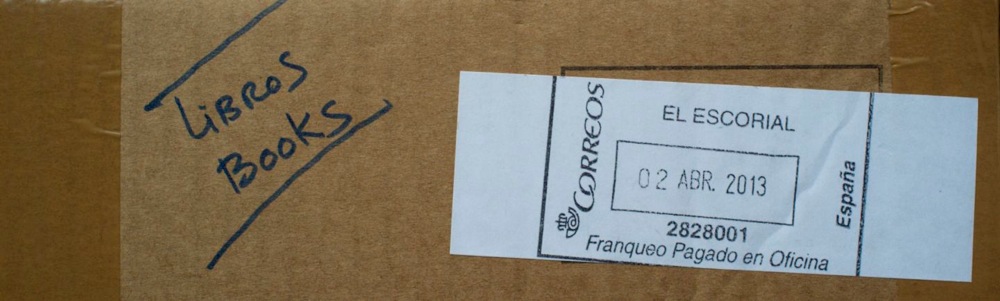 LiBROS
BOOKS
CORREOS
EL ESCORIAL
02 ABR. 2013
2828001
Franqueo Pagado en Oficina
España